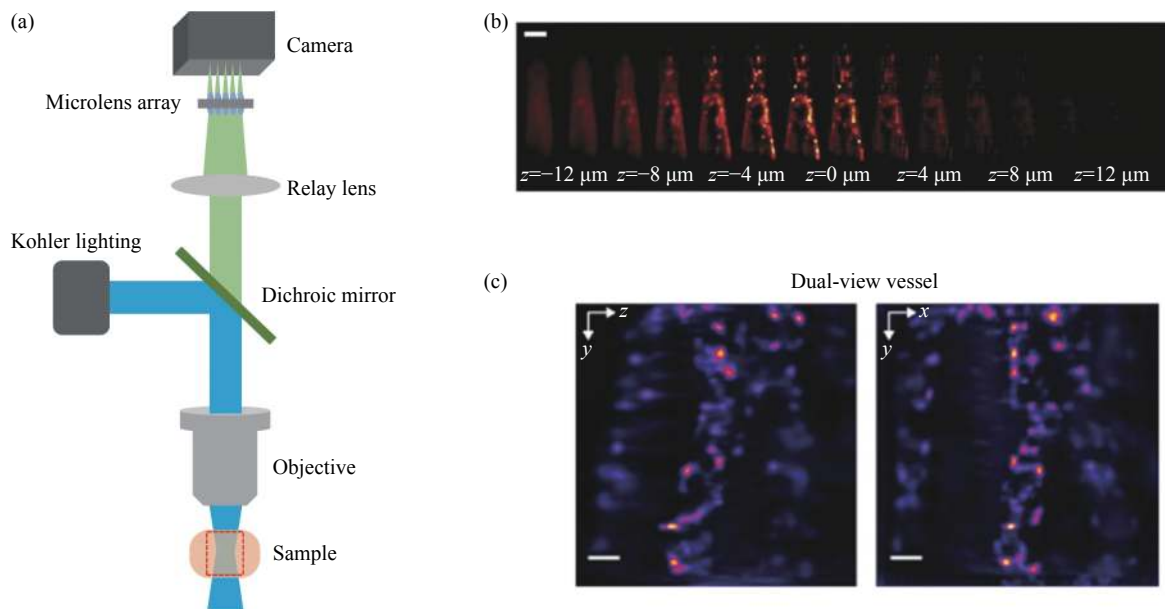 (a)
Camera
Microlens array
Relay lens
Kohler lighting
Dichroic mirror
Objective
Sample
(b)
z=−12 μm z=−8 μm z=−4 μm z=0 μm z=4 μm z=8 μm z=12 μm
(c)
Dual-view vessel
z
y
x
y